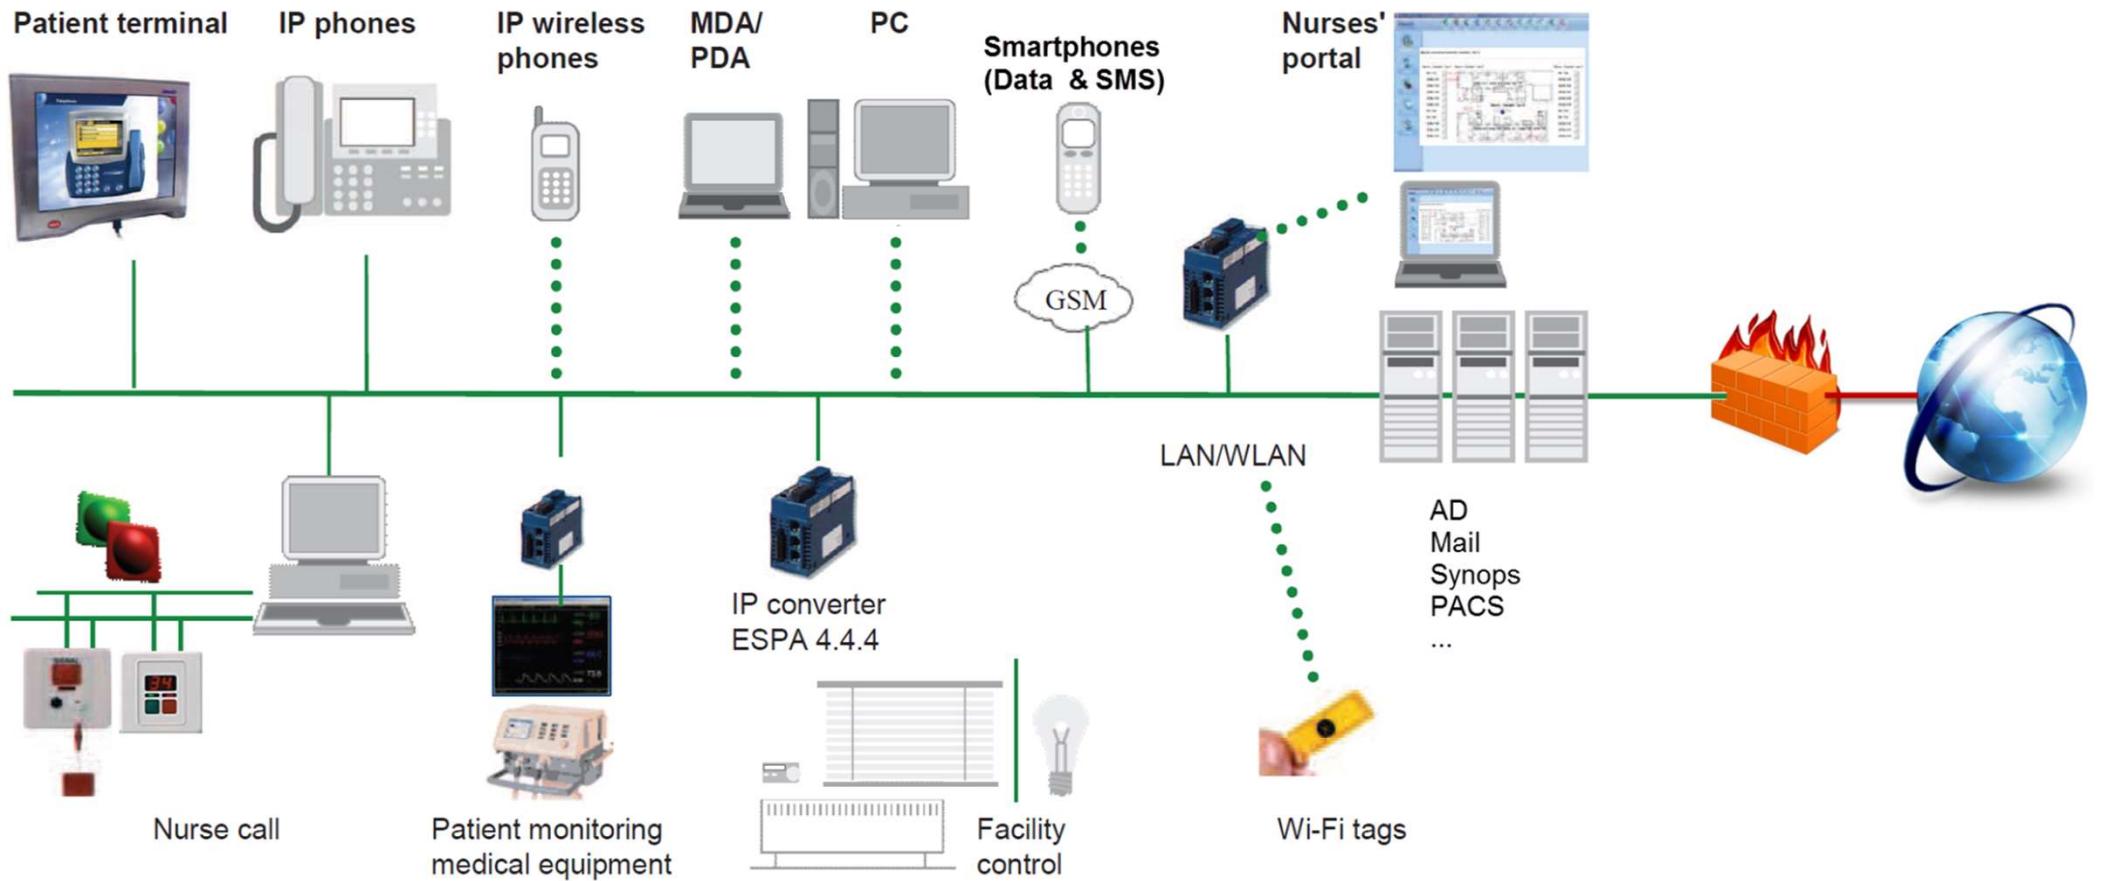 Patient terminal
IP phones
IP wireless
phones
MDA/
PDA
PC
Smartphones
(Data & SMS)
Nurses'
portal
GSM
LAN/WLAN
AD
Mail
Synops
PACS
...
IP converter
ESPA 4.4.4
34
Nurse call
Patient monitoring
medical equipment
Facility
control
Wi-Fi tags